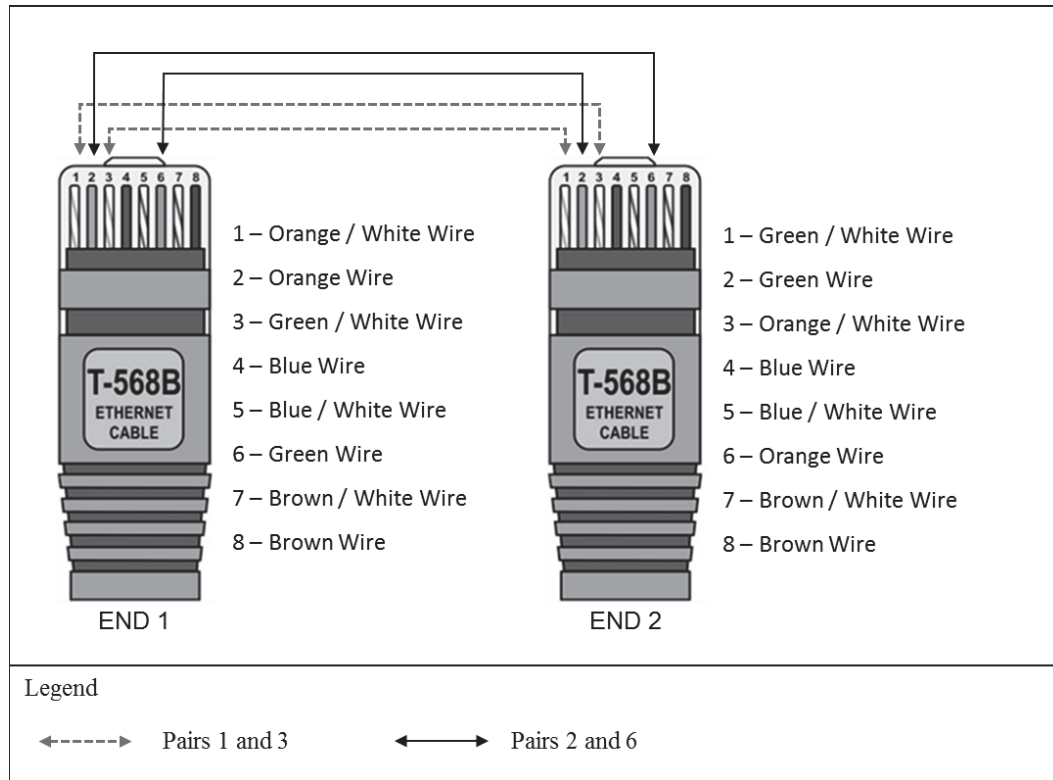 1 2 3 4 5 6 7 8
1 2 3 4 5 6 7 8
1 – Orange / White Wire
2 – Orange Wire
3 – Green / White Wire
4 – Blue Wire
5 – Blue / White Wire
6 – Green Wire
7 – Brown / White Wire
8 – Brown Wire
T-568B
ETHERNET
CABLE
END 1
1 – Green / White Wire
2 – Green Wire
3 – Orange / White Wire
4 – Blue Wire
5 – Blue / White Wire
6 – Orange Wire
7 – Brown / White Wire
8 – Brown Wire
T-568B
ETHERNET
CABLE
END 2
Legend
Pairs 1 and 3
Pairs 2 and 6